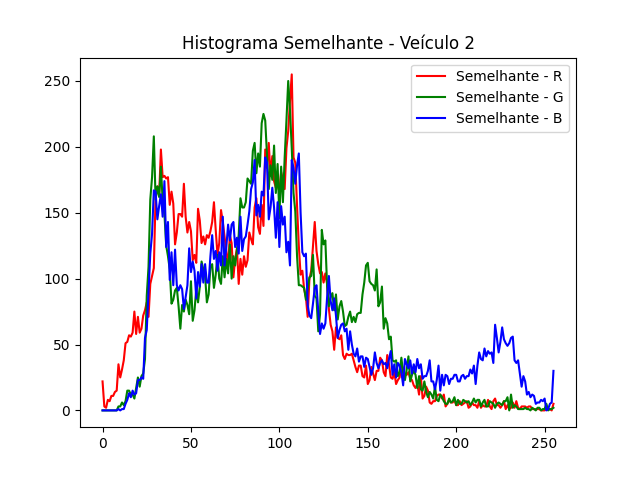 Histograma Semelhante - Veículo 2
Semelhante - R
Semelhante - G
Semelhante - B
250
200
150
100
50
0
0 50 100 150 200 250